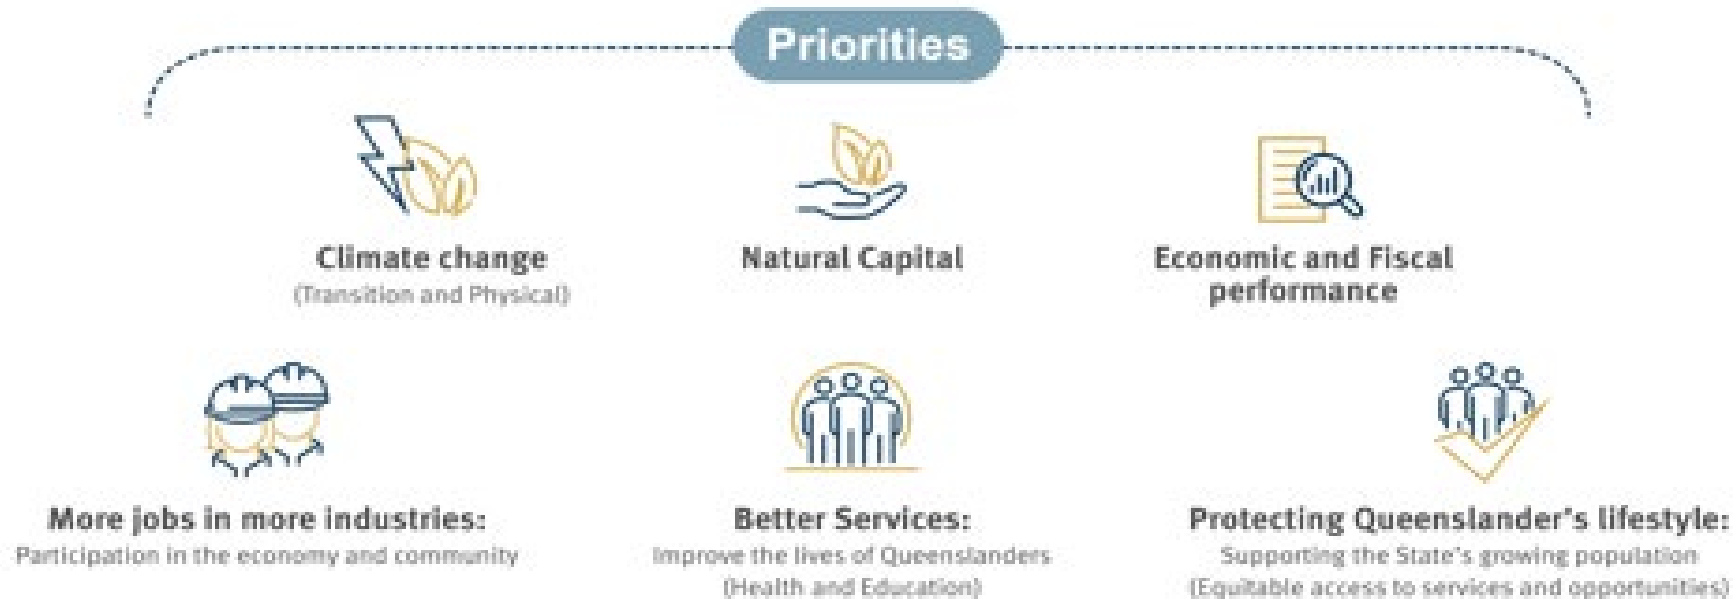 Priorities
Climate change
(Transition and Physical)
Natural Capital
Economic and Fiscal
performance
More jobs in more industries:
Participation in the economy and community
Better Services:
Improve the lives of Queenslanders
(Health and Education)
Protecting Queenslander's lifestyle:
Supporting the State's growing population
(Equitable access to services and opportunities)